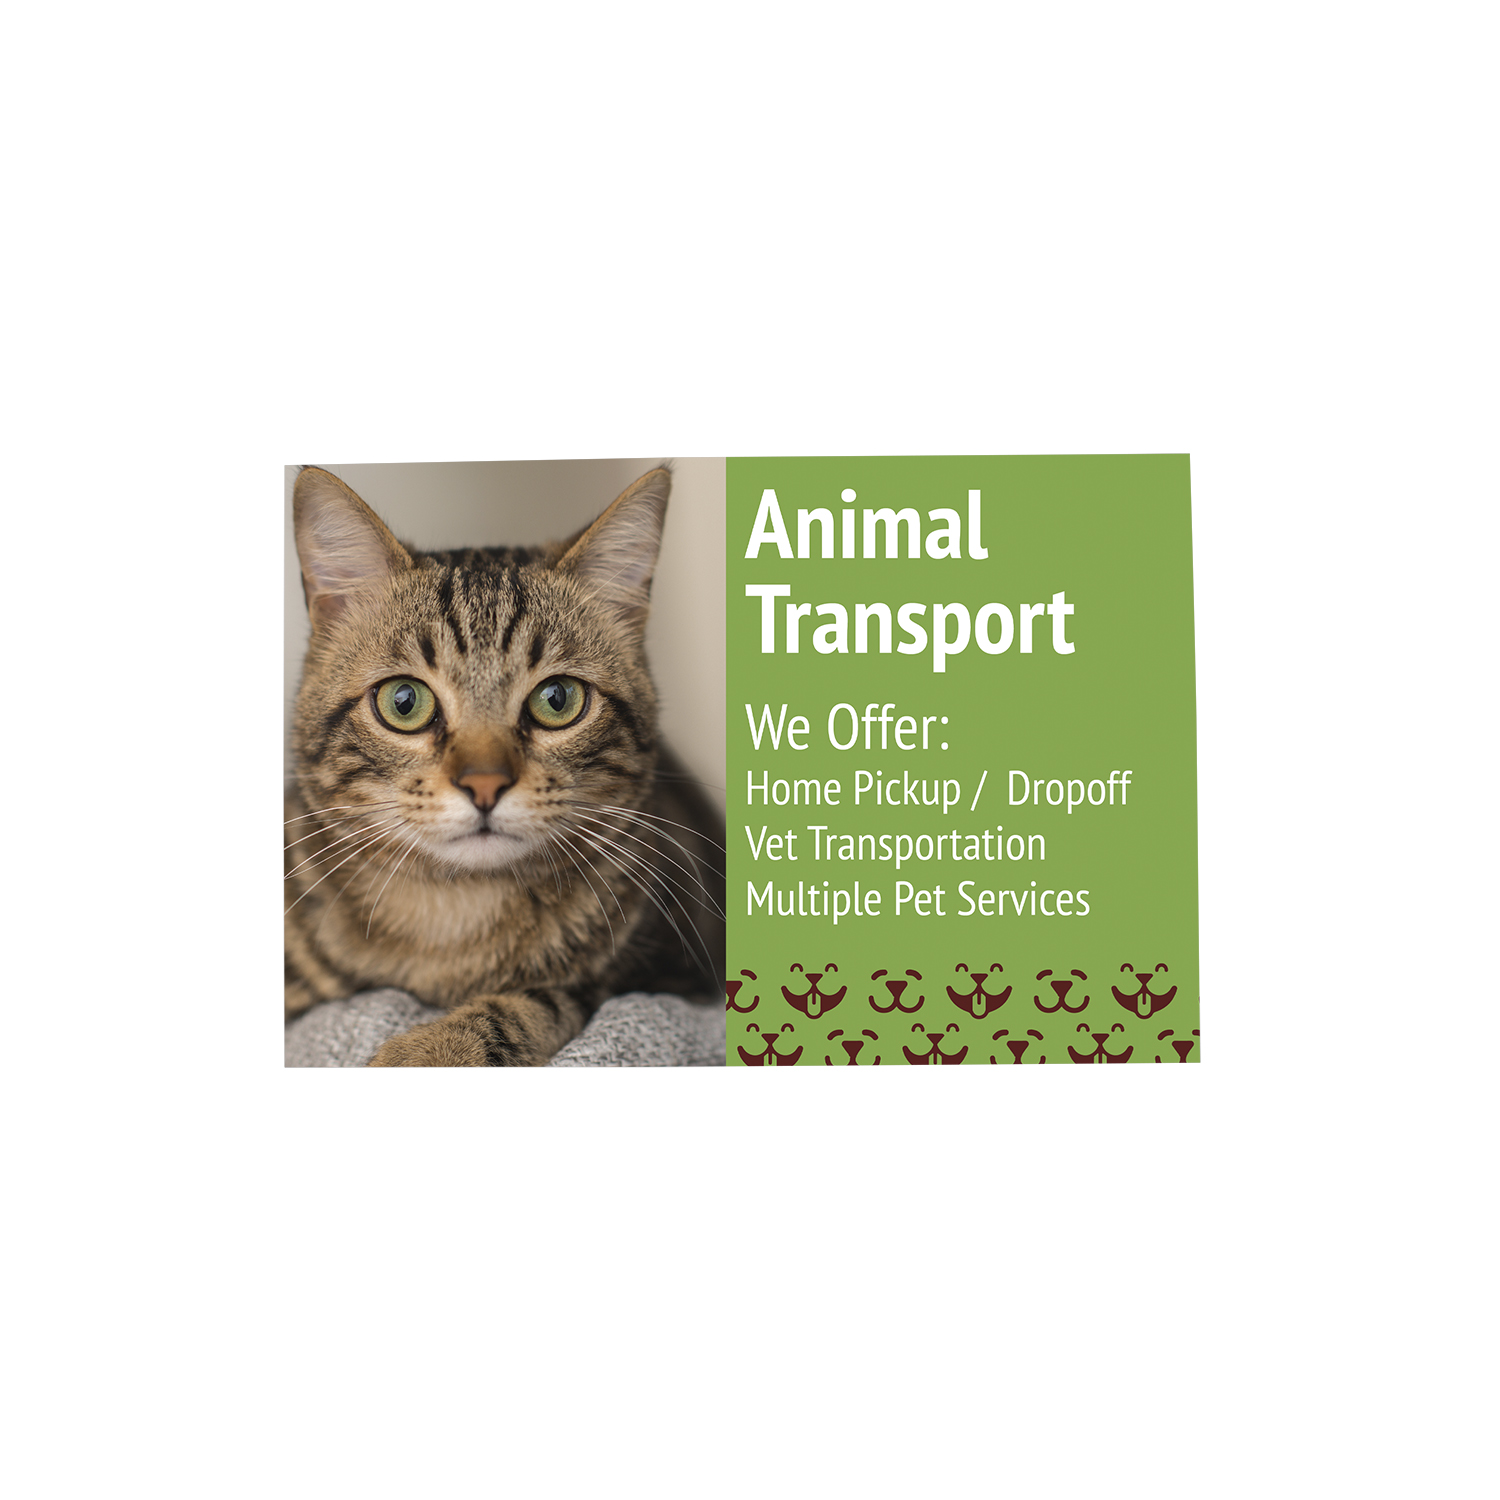 Animal
Transport
We Offer:
Home Pickup /  Dropoff
Vet Transportation
Multiple Pet Services